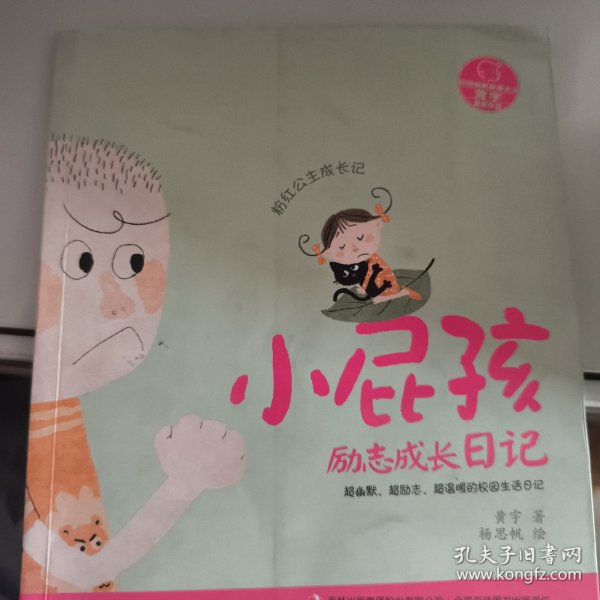 黄宇
粉红公主成长记
小屁孩
励志成长日记
超幽默、超励志、超温暖的校园生活日记
黄宇 著
杨思帆 绘
孔夫子旧书网
www.kongfz.com